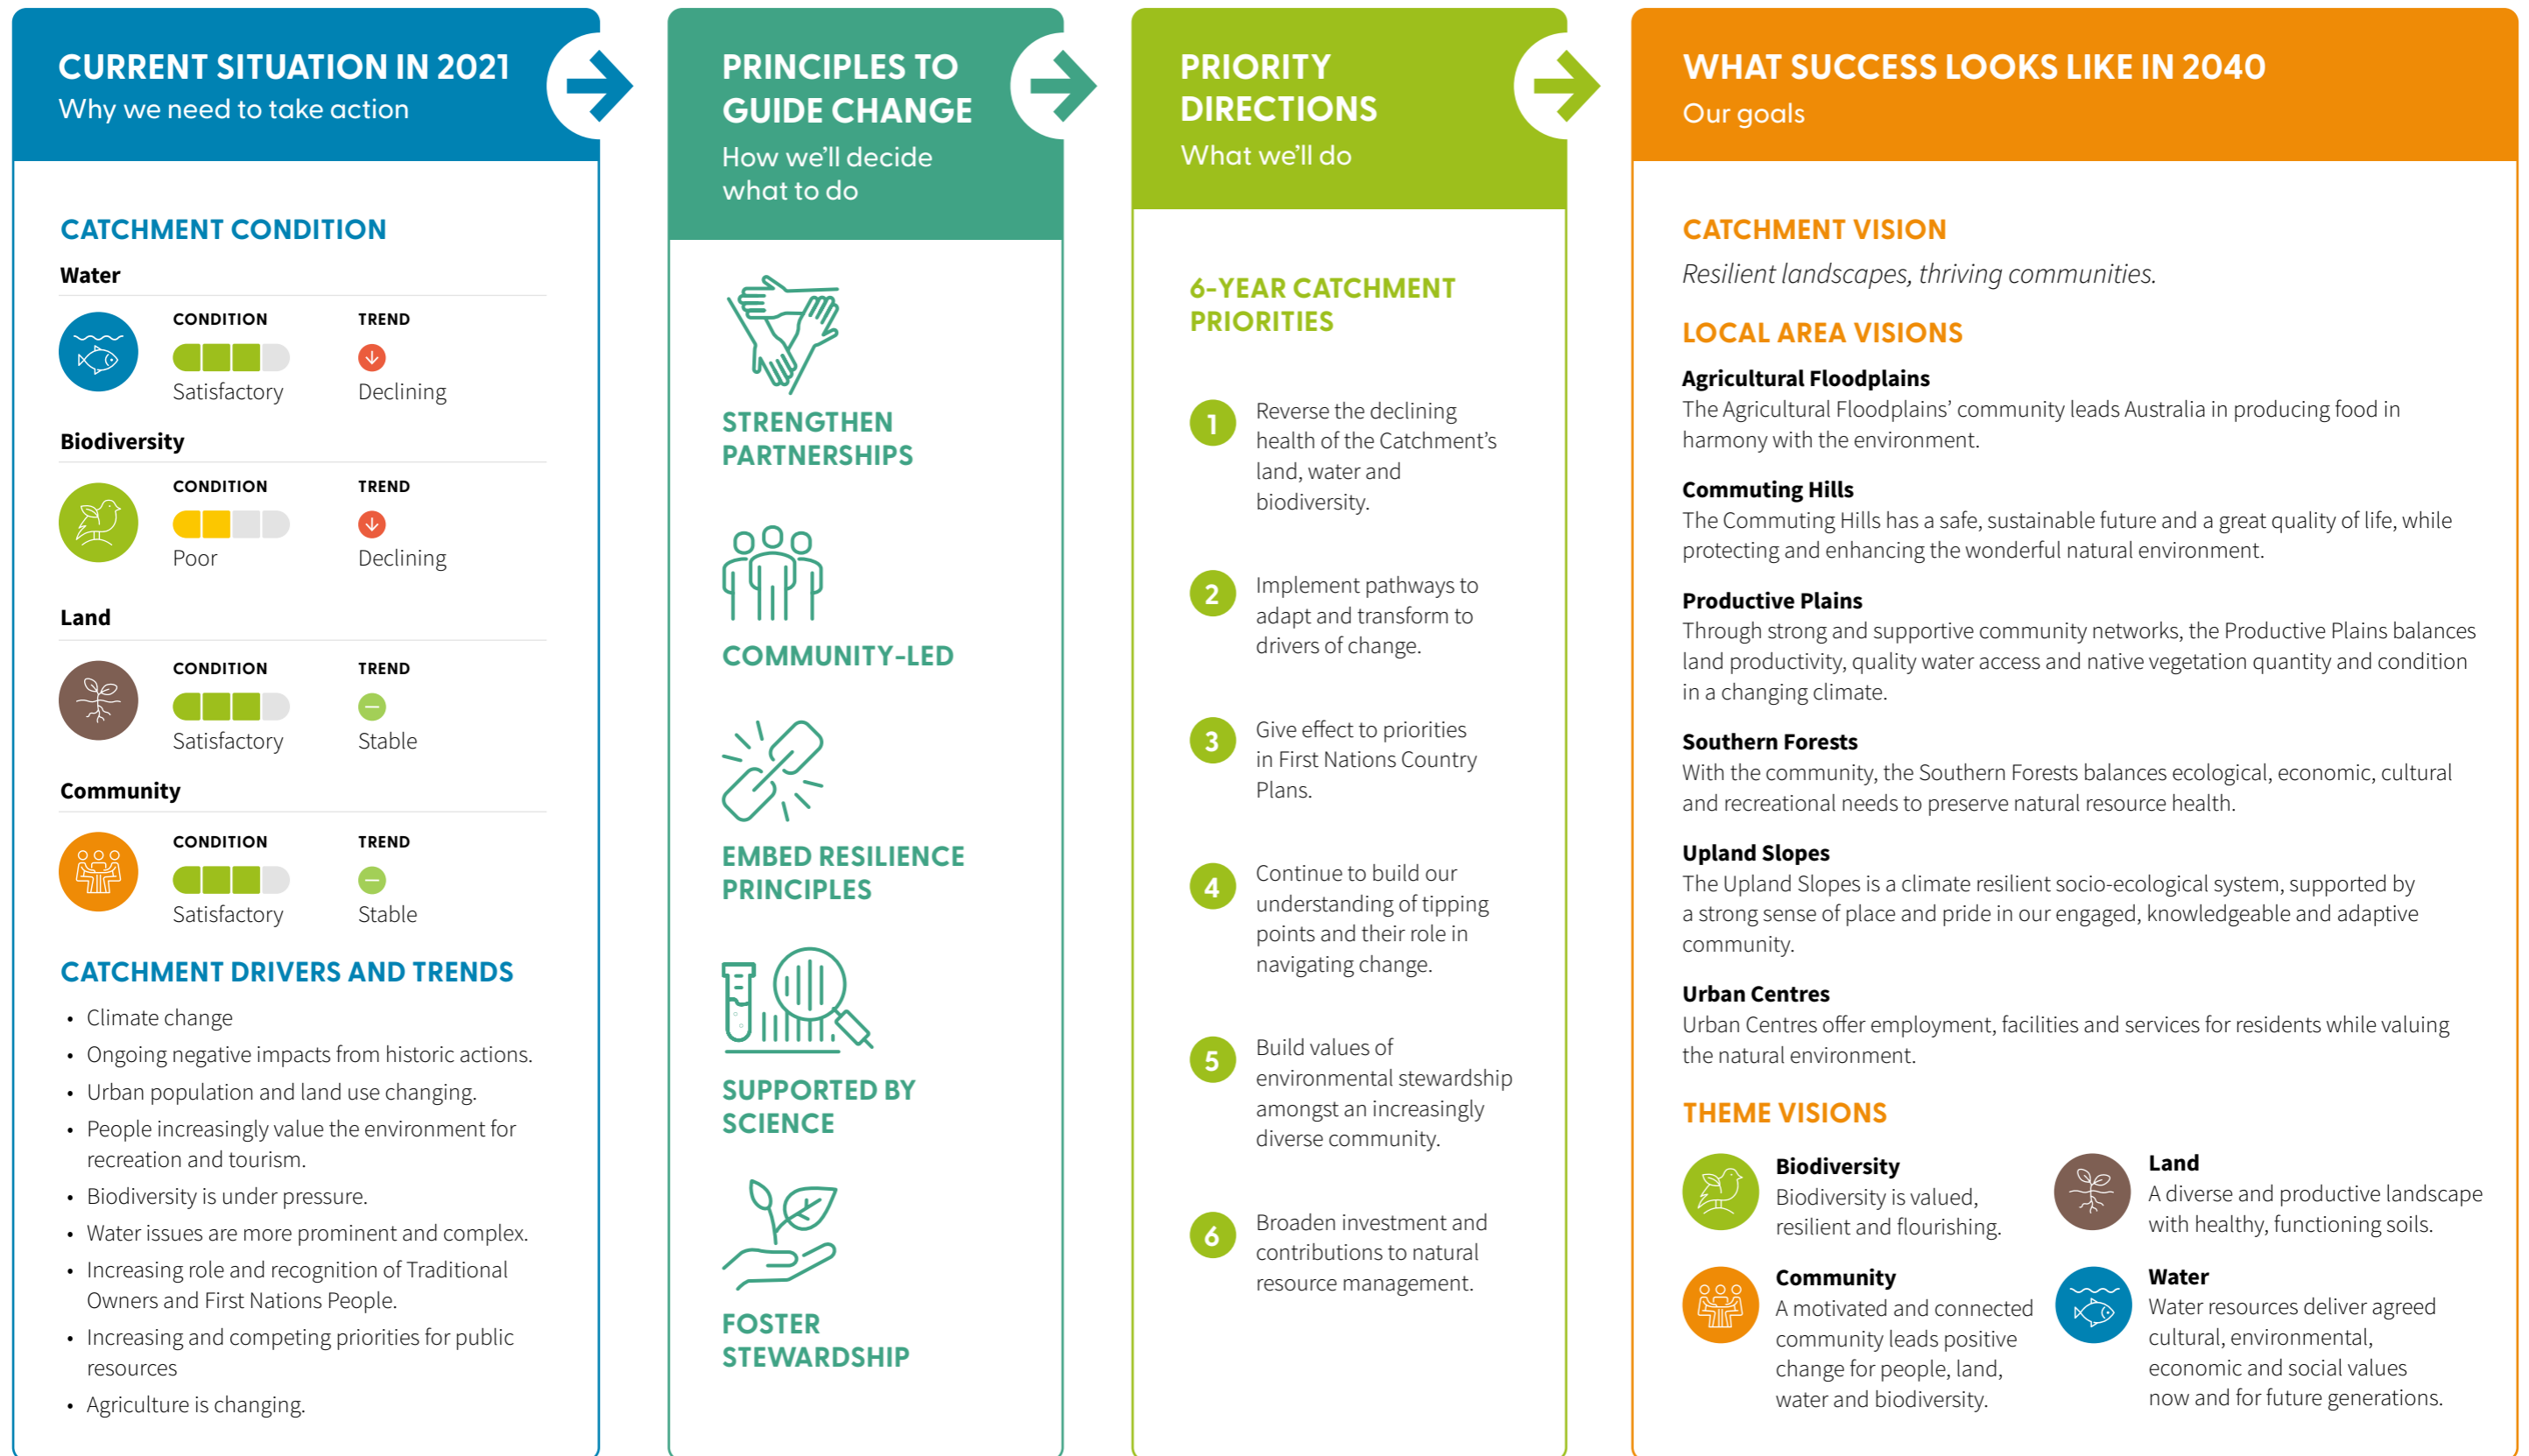 CURRENT SITUATION IN 2021
Why we need to take action
CATCHMENT CONDITION
Water
CONDITION
TREND
Satisfactory
Declining
Biodiversity
CONDITION
TREND
Poor
Declining
Land
CONDITION
TREND
Satisfactory
Stable
Community
CONDITION
TREND
Satisfactory
Stable
CATCHMENT DRIVERS AND TRENDS
• Climate change
• Ongoing negative impacts from historic actions.
• Urban population and land use changing.
• People increasingly value the environment for
recreation and tourism.
• Biodiversity is under pressure.
• Water issues are more prominent and complex.
• Increasing role and recognition of Traditional
Owners and First Nations People.
• Increasing and competing priorities for public
resources
• Agriculture is changing.
PRINCIPLES TO
GUIDE CHANGE
How we'll decide
what to do
STRENGTHEN
PARTNERSHIPS
COMMUNITY-LED
EMBED RESILIENCE
PRINCIPLES
SUPPORTED BY
SCIENCE
FOSTER
STEWARDSHIP
PRIORITY
DIRECTIONS
What we'll do
6-YEAR CATCHMENT
PRIORITIES
1 Reverse the declining
health of the Catchment's
land, water and
biodiversity.
2 Implement pathways to
adapt and transform to
drivers of change.
3 Give effect to priorities
in First Nations Country
Plans.
4 Continue to build our
understanding of tipping
points and their role in
navigating change.
5 Build values of
environmental stewardship
amongst an increasingly
diverse community.
6 Broaden investment and
contributions to natural
resource management.
WHAT SUCCESS LOOKS LIKE IN 2040
Our goals
CATCHMENT VISION
Resilient landscapes, thriving communities.
LOCAL AREA VISIONS
Agricultural Floodplains
The Agricultural Floodplains' community leads Australia in producing food in
harmony with the environment.
Commuting Hills
The Commuting Hills has a safe, sustainable future and a great quality of life, while
protecting and enhancing the wonderful natural environment.
Productive Plains
Through strong and supportive community networks, the Productive Plains balances
land productivity, quality water access and native vegetation quantity and condition
in a changing climate.
Southern Forests
With the community, the Southern Forests balances ecological, economic, cultural
and recreational needs to preserve natural resource health.
Upland Slopes
The Upland Slopes is a climate resilient socio-ecological system, supported by
a strong sense of place and pride in our engaged, knowledgeable and adaptive
community.
Urban Centres
Urban Centres offer employment, facilities and services for residents while valuing
the natural environment.
THEME VISIONS
Biodiversity
Biodiversity is valued,
resilient and flourishing.
Land
A diverse and productive landscape
with healthy, functioning soils.
Community
A motivated and connected
community leads positive
change for people, land,
water and biodiversity.
Water
Water resources deliver agreed
cultural, environmental,
economic and social values
now and for future generations.